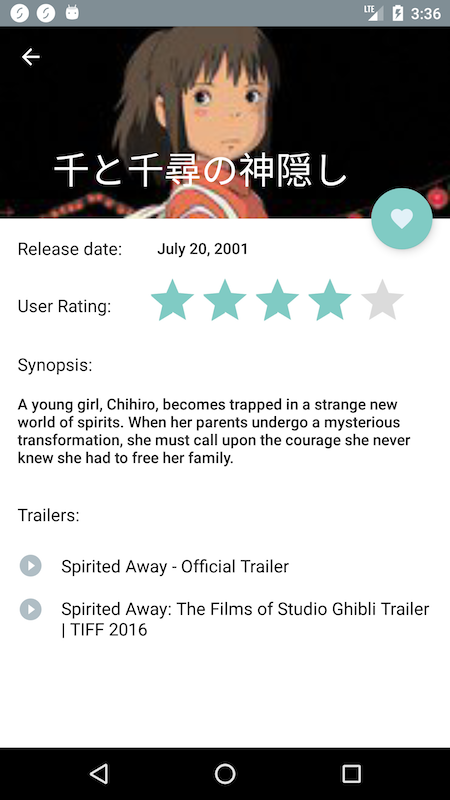 LTE 3:36
千と千尋の神隠し
Release date: July 20, 2001
User Rating:
Synopsis:
A young girl, Chihiro, becomes trapped in a strange new
world of spirits. When her parents undergo a mysterious
transformation, she must call upon the courage she never
knew she had to free her family.
Trailers:
Spirited Away - Official Trailer
Spirited Away: The Films of Studio Ghibli Trailer
| TIFF 2016